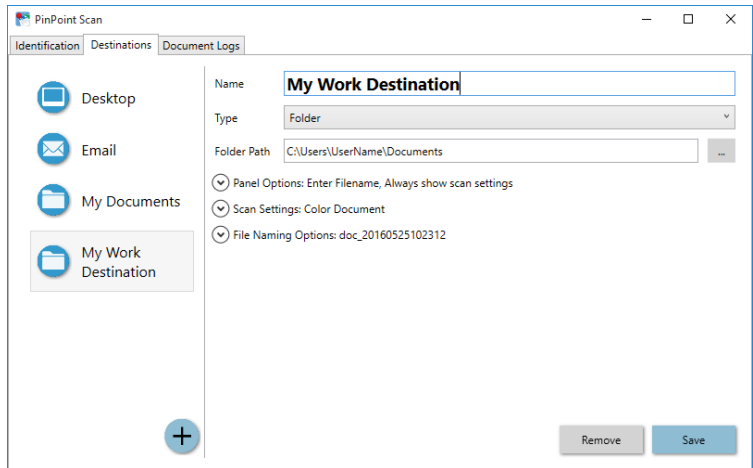 PinPoint Scan
Identification Destinations Document Logs
Desktop
Email
My Documents
My Work
Destination
Name My Work Destination
Type Folder
Folder Path C:\Users\UserName\Documents ...
Panel Options: Enter Filename, Always show scan settings
Scan Settings: Color Document
File Naming Options: doc_20160525102312
Remove Save